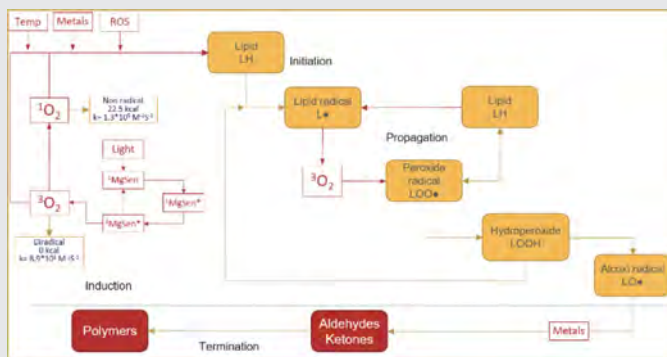 Temp
Metals
ROS
Lipid
LH
Initiation
¹O₂
Non radical
22.5 kcal
Lipid radical
L●
Lipid
LH
Propagation
Light
¹MgSen
³O₂
Peroxide
radical
LOO●
³O₂
¹MgSen*
³MgSen*
Diradical
0 kcal
Hydroperoxide
LOOH
Alcoxi radical
LO●
Induction
Polymers
Aldehydes
Ketones
Metals
Termination